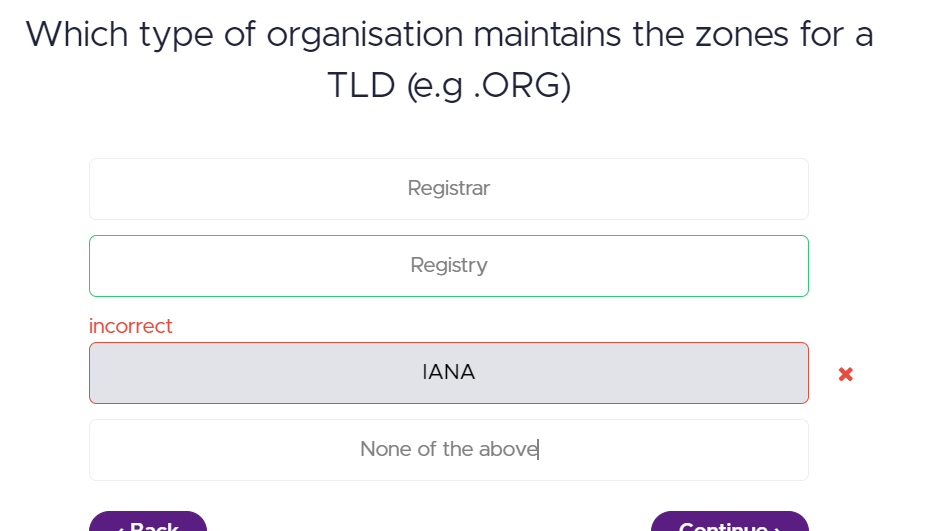 Which type of organisation maintains the zones for a
TLD (e.g .ORG)
Registrar
Registry
incorrect
IANA
None of the above
‹ Back
Continue ›